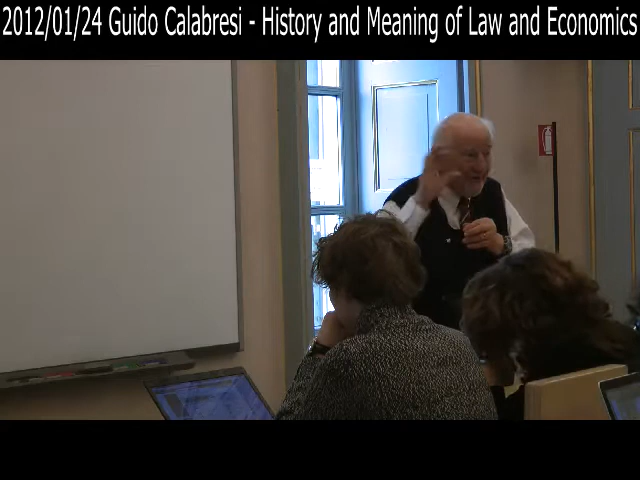 2012/01/24 Guido Calabresi - History and Meaning of Law and Economics